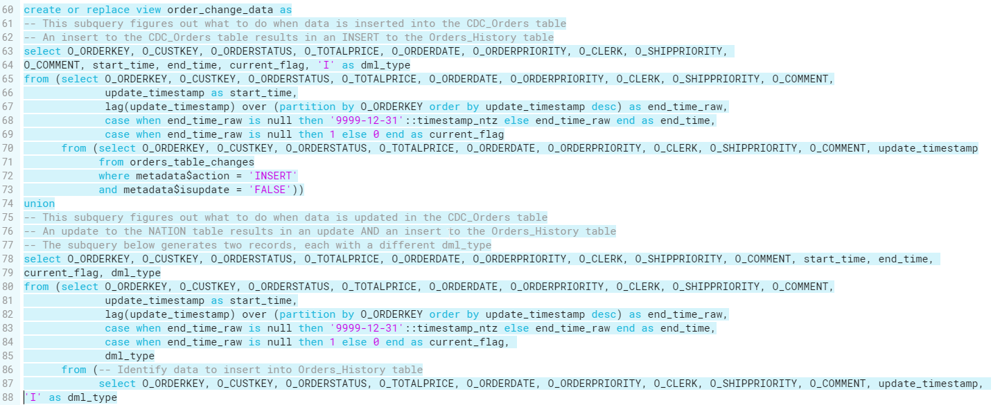 60 create or replace view order_change_data as
61 -- This subquery figures out what to do when data is inserted into the CDC_Orders table
62 -- An insert to the CDC_Orders table results in an INSERT to the Orders_History table
63 select O_ORDERKEY, O_CUSTKEY, O_ORDERSTATUS, O_TOTALPRICE, O_ORDERDATE, O_ORDERPRIORITY, O_CLERK, O_SHIPPRIORITY,
64 O_COMMENT, start_time, end_time, current_flag, 'I' as dml_type
65 from (select O_ORDERKEY, O_CUSTKEY, O_ORDERSTATUS, O_TOTALPRICE, O_ORDERDATE, O_ORDERPRIORITY, O_CLERK, O_SHIPPRIORITY, O_COMMENT,
66              update_timestamp as start_time,
67              lag(update_timestamp) over (partition by O_ORDERKEY order by update_timestamp desc) as end_time_raw,
68              case when end_time_raw is null then '9999-12-31'::timestamp_ntz else end_time_raw end as end_time,
69              case when end_time_raw is null then 1 else 0 end as current_flag
70       from (select O_ORDERKEY, O_CUSTKEY, O_ORDERSTATUS, O_TOTALPRICE, O_ORDERDATE, O_ORDERPRIORITY, O_CLERK, O_SHIPPRIORITY, O_COMMENT, update_timestamp
71             from orders_table_changes
72             where metadata$action = 'INSERT'
73             and metadata$isupdate = 'FALSE'))
74 union
75 -- This subquery figures out what to do when data is updated in the CDC_Orders table
76 -- An update to the NATION table results in an update AND an insert to the Orders_History table
77 -- The subquery below generates two records, each with a different dml_type
78 select O_ORDERKEY, O_CUSTKEY, O_ORDERSTATUS, O_TOTALPRICE, O_ORDERDATE, O_ORDERPRIORITY, O_CLERK, O_SHIPPRIORITY, O_COMMENT, start_time, end_time,
79 current_flag, dml_type
80 from (select O_ORDERKEY, O_CUSTKEY, O_ORDERSTATUS, O_TOTALPRICE, O_ORDERDATE, O_ORDERPRIORITY, O_CLERK, O_SHIPPRIORITY, O_COMMENT,
81              update_timestamp as start_time,
82              lag(update_timestamp) over (partition by O_ORDERKEY order by update_timestamp desc) as end_time_raw,
83              case when end_time_raw is null then '9999-12-31'::timestamp_ntz else end_time_raw end as end_time,
84              case when end_time_raw is null then 1 else 0 end as current_flag,
85              dml_type
86       from (-- Identify data to insert into Orders_History table
87             select O_ORDERKEY, O_CUSTKEY, O_ORDERSTATUS, O_TOTALPRICE, O_ORDERDATE, O_ORDERPRIORITY, O_CLERK, O_SHIPPRIORITY, O_COMMENT, update_timestamp,
88 'I' as dml_type